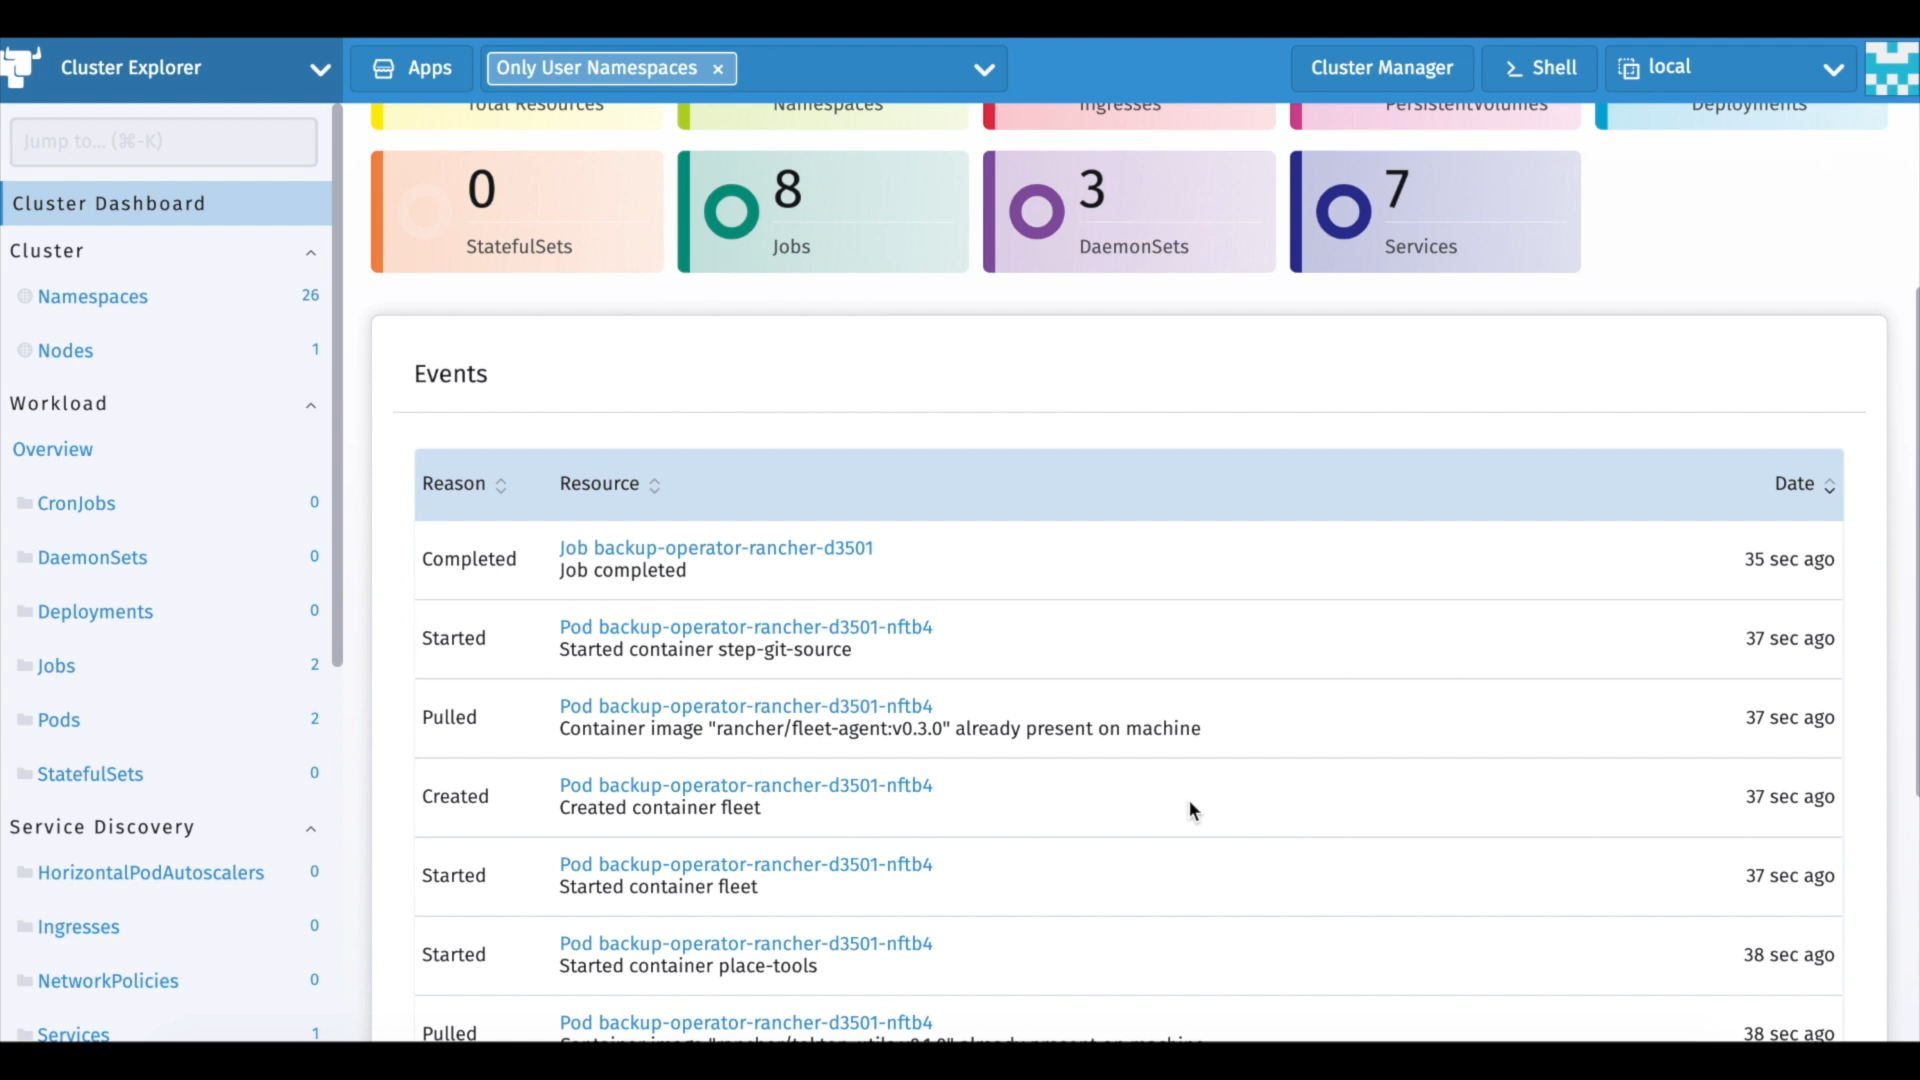 Cluster Explorer
Apps
Only User Namespaces ×
Cluster Manager
Shell
local
Jump to... (⌘-K)
Cluster Dashboard
Cluster
Namespaces 26
Nodes 1
Workload
Overview
CronJobs 0
DaemonSets 0
Deployments 0
Jobs 2
Pods 2
StatefulSets 0
Service Discovery
HorizontalPodAutoscalers 0
Ingresses 0
NetworkPolicies 0
Services 1
Total Resources
Namespaces
Ingresses
PersistentVolumes
Deployments
0
StatefulSets
8
Jobs
3
DaemonSets
7
Services
Events
Reason Resource Date
Completed Job backup-operator-rancher-d3501 35 sec ago
Job completed
Started Pod backup-operator-rancher-d3501-nftb4 37 sec ago
Started container step-git-source
Pulled Pod backup-operator-rancher-d3501-nftb4 37 sec ago
Container image "rancher/fleet-agent:v0.3.0" already present on machine
Created Pod backup-operator-rancher-d3501-nftb4 37 sec ago
Created container fleet
Started Pod backup-operator-rancher-d3501-nftb4 37 sec ago
Started container fleet
Started Pod backup-operator-rancher-d3501-nftb4 38 sec ago
Started container place-tools
Pulled Pod backup-operator-rancher-d3501-nftb4 38 sec ago